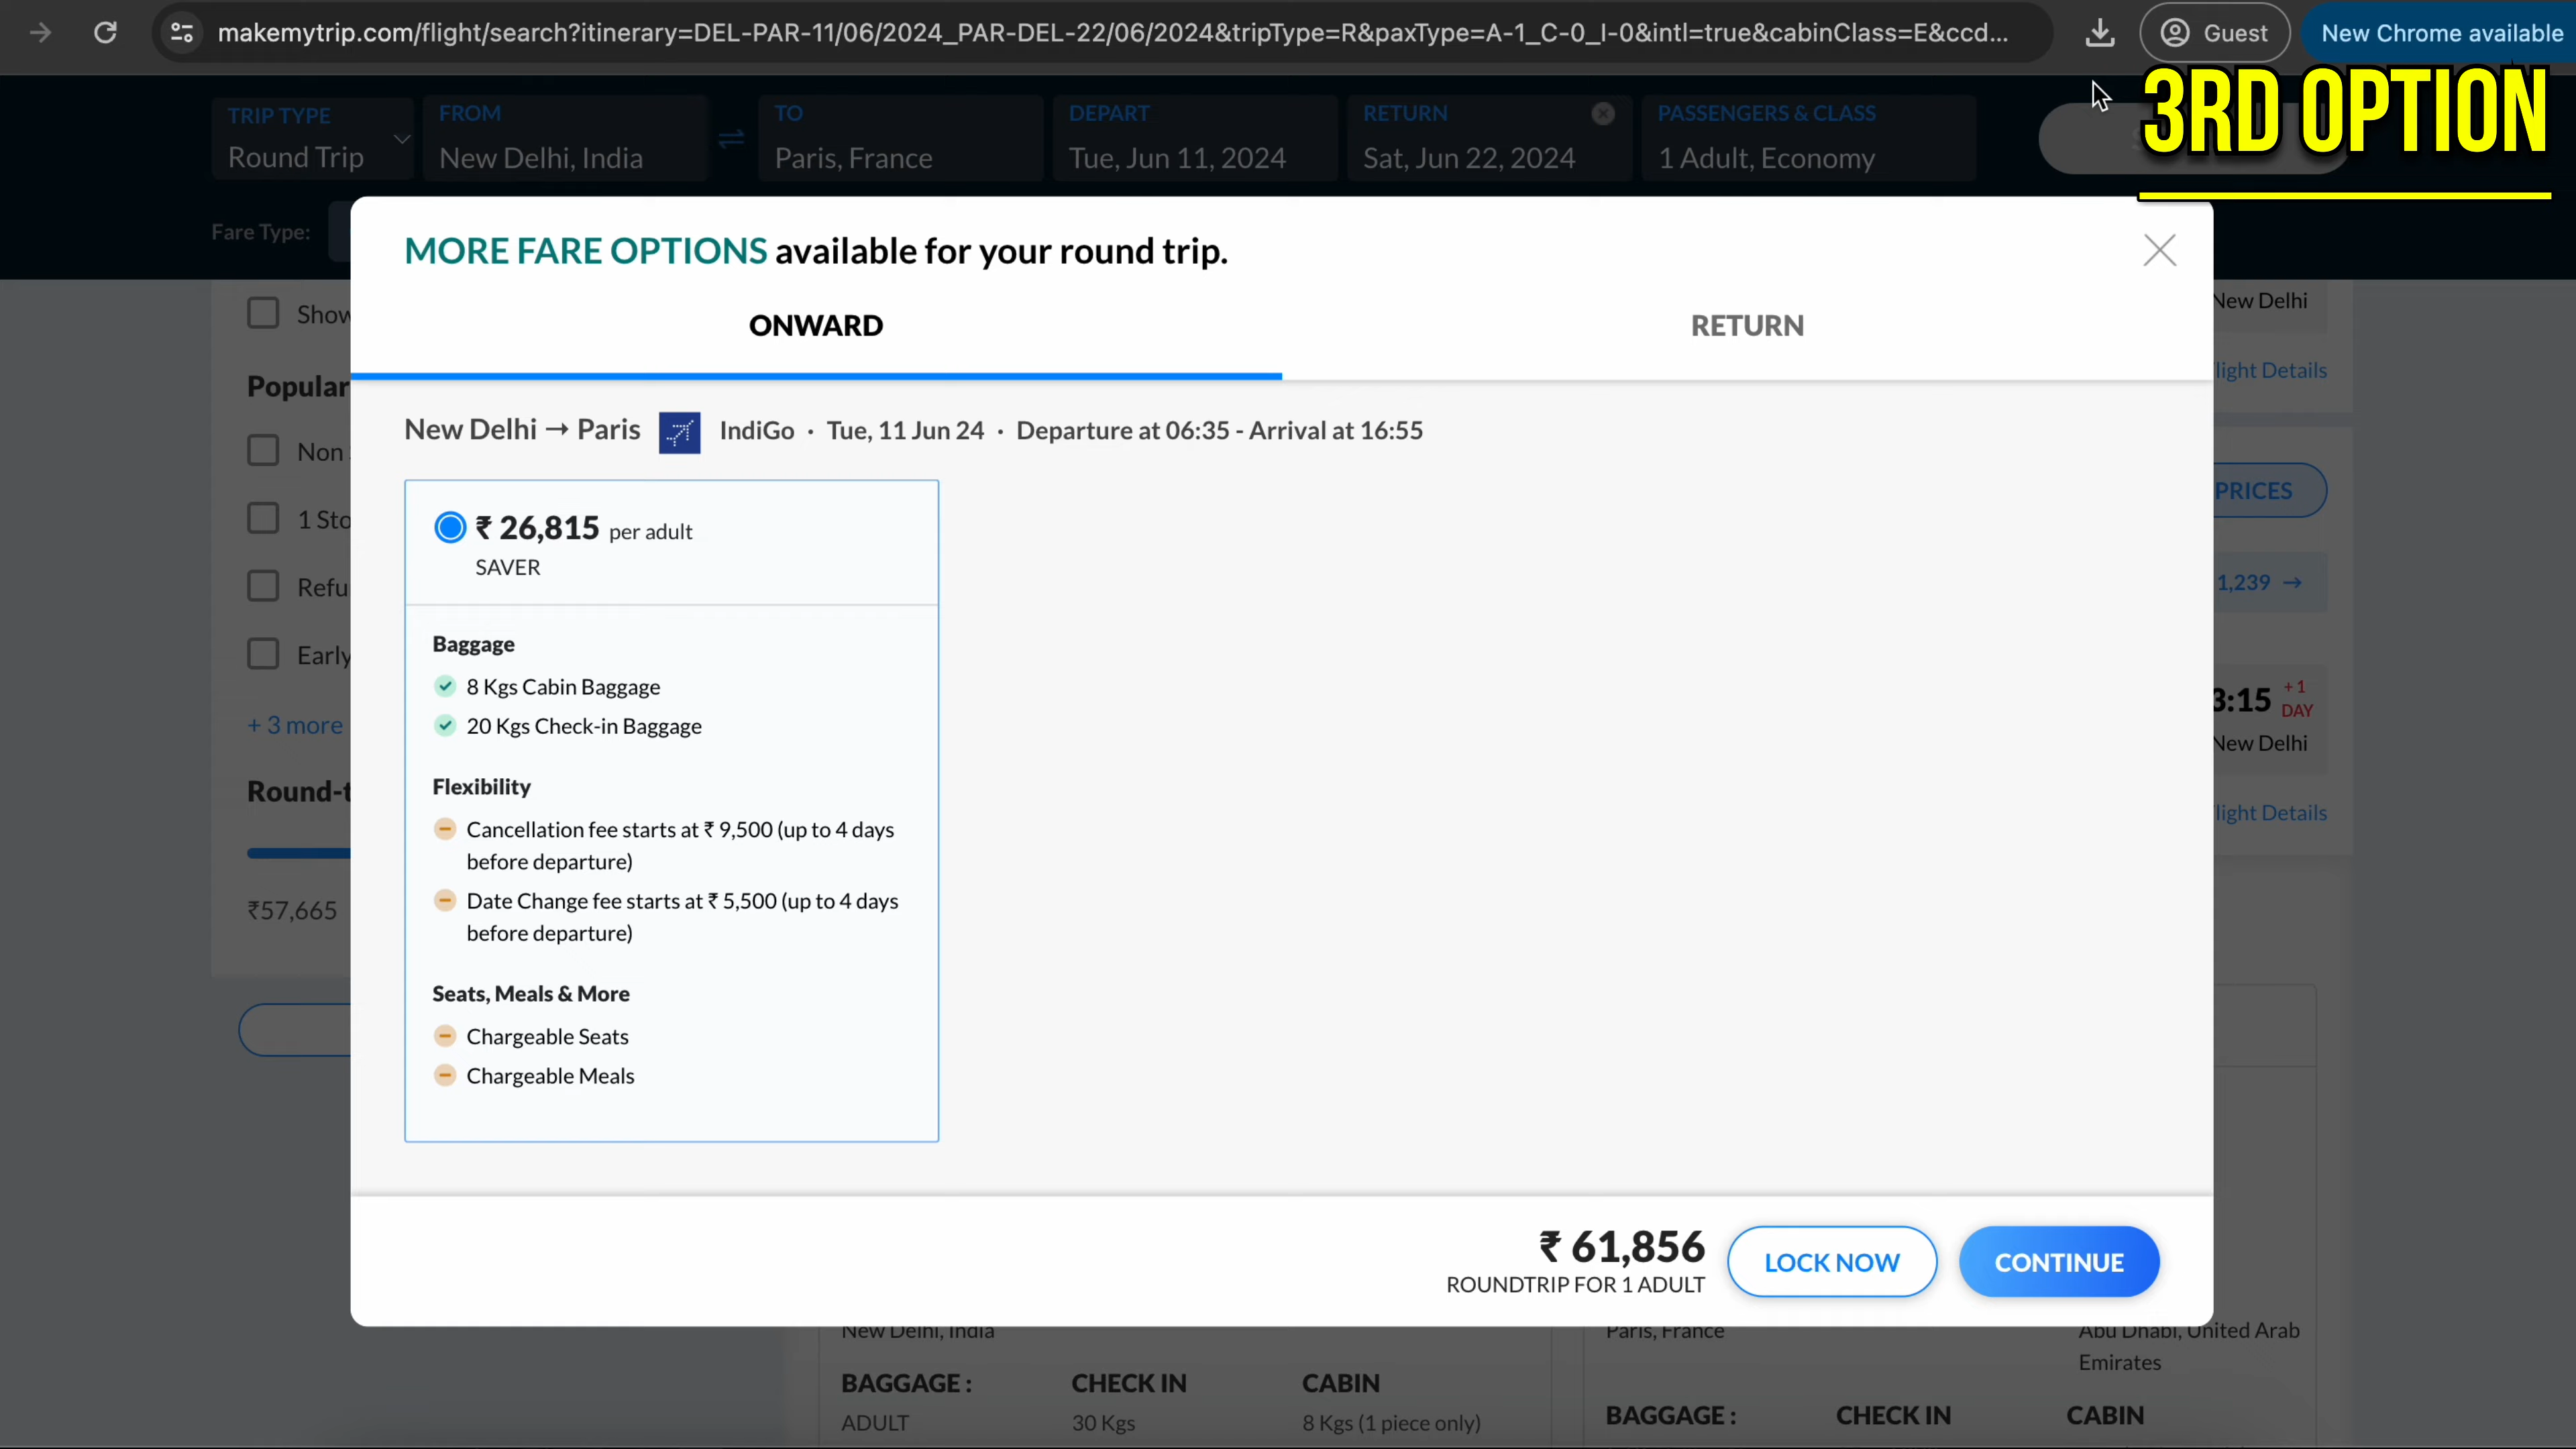 makemytrip.com/flight/search?itinerary=DEL-PAR-11/06/2024_PAR-DEL-22/06/2024&tripType=R&paxType=A-1_C-0_I-0&intl=true&cabinClass=E&ccd...
Guest
New Chrome available
3RD OPTION
TRIP TYPE
Round Trip
FROM
New Delhi, India
TO
Paris, France
DEPART
Tue, Jun 11, 2024
RETURN
Sat, Jun 22, 2024
PASSENGERS & CLASS
1 Adult, Economy
Fare Type:
MORE FARE OPTIONS available for your round trip.
ONWARD
RETURN
New Delhi → Paris IndiGo · Tue, 11 Jun 24 · Departure at 06:35 - Arrival at 16:55
₹ 26,815 per adult
SAVER
Baggage
8 Kgs Cabin Baggage
20 Kgs Check-in Baggage
Flexibility
Cancellation fee starts at ₹ 9,500 (up to 4 days
before departure)
Date Change fee starts at ₹ 5,500 (up to 4 days
before departure)
Seats, Meals & More
Chargeable Seats
Chargeable Meals
₹ 61,856
ROUNDTRIP FOR 1 ADULT
LOCK NOW
CONTINUE
Show
Popular
Non
1 Sto
Refu
Early
+ 3 more
Round-t
₹57,665
New Delhi
light Details
PRICES
1,239 →
3:15 +1
DAY
New Delhi
light Details
New Delhi, India
BAGGAGE : CHECK IN CABIN
ADULT 30 Kgs 8 Kgs (1 piece only)
Paris, France
Abu Dhabi, United Arab
Emirates
BAGGAGE : CHECK IN CABIN